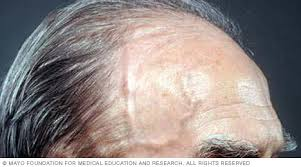 © MAYO FOUNDATION FOR MEDICAL EDUCATION AND RESEARCH. ALL RIGHTS RESERVED.